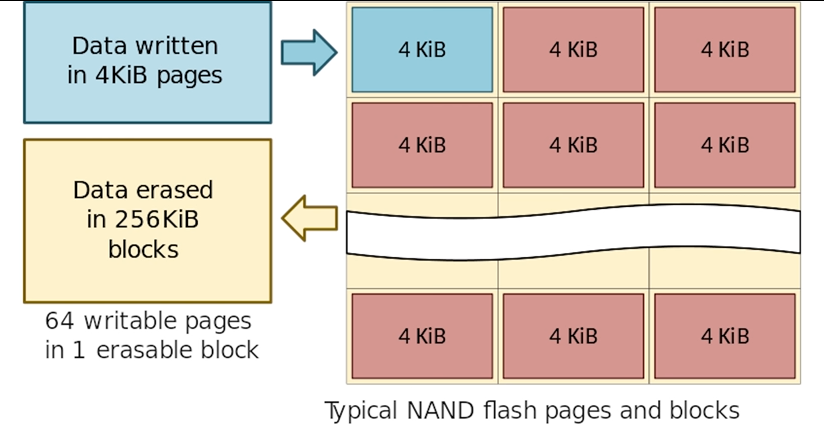 Data written
in 4KiB pages
4 KiB
4 KiB
4 KiB
4 KiB
4 KiB
4 KiB
Data erased
in 256KiB
blocks
64 writable pages
in 1 erasable block
4 KiB
4 KiB
4 KiB
Typical NAND flash pages and blocks